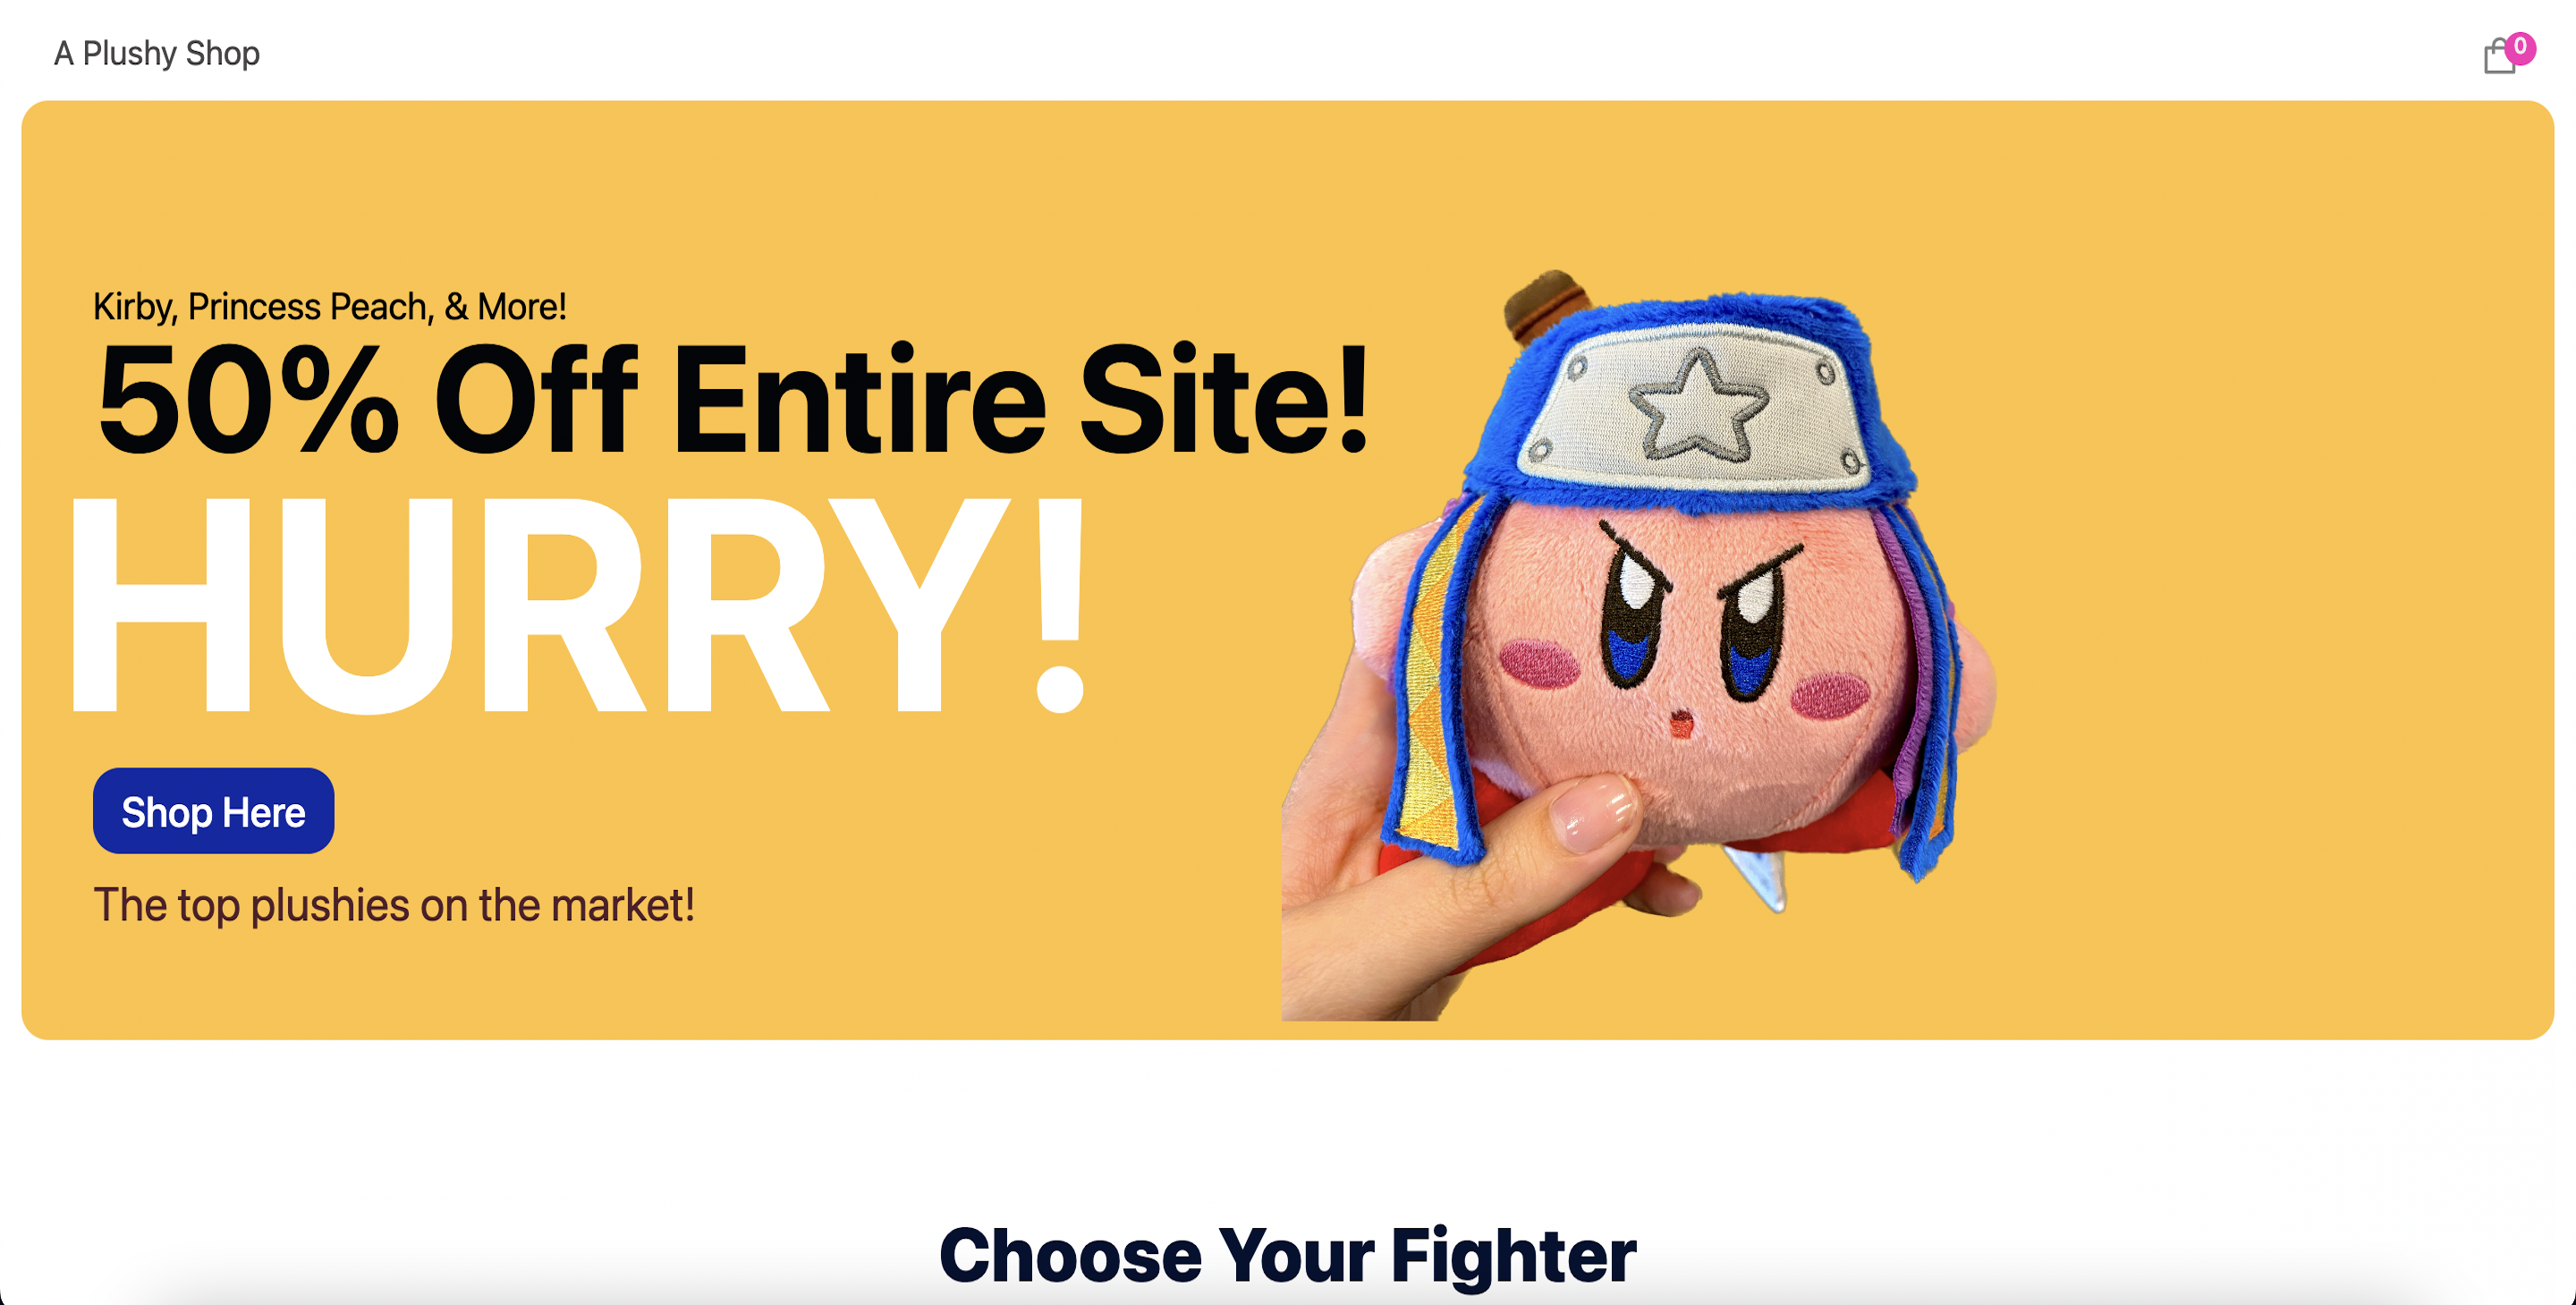 A Plushy Shop
0
Kirby, Princess Peach, & More!
50% Off Entire Site!
HURRY!
Shop Here
The top plushies on the market!
Choose Your Fighter